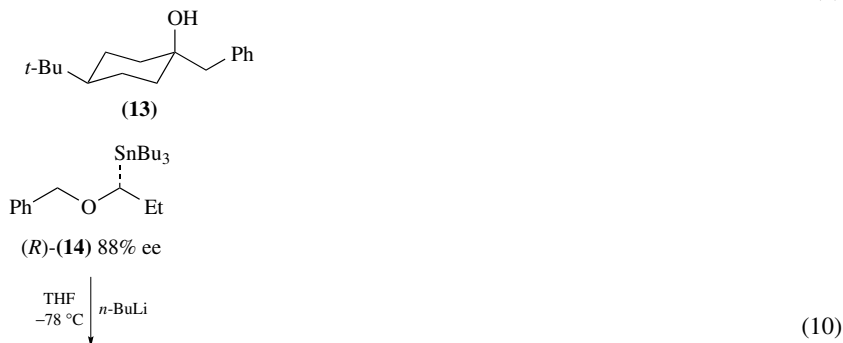 OH
t-Bu
Ph
(13)
SnBu3
Ph
O
Et
(R)-(14) 88% ee
THF
n-BuLi
–78 °C
(10)